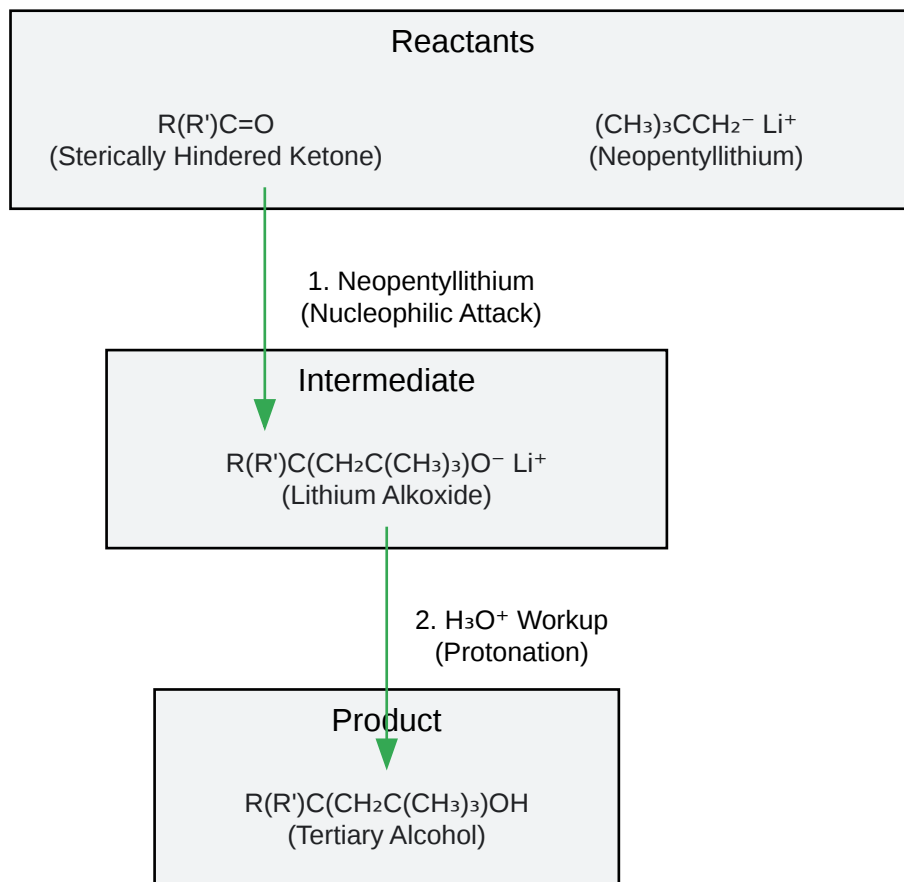 Reactants
R(R')C=O
(Sterically Hindered Ketone)
(CH₃)₃CCH₂⁻ Li⁺
(Neopentyllithium)
1. Neopentyllithium
(Nucleophilic Attack)
Intermediate
R(R')C(CH₂C(CH₃)₃)O⁻ Li⁺
(Lithium Alkoxide)
2. H₃O⁺ Workup
(Protonation)
Product
R(R')C(CH₂C(CH₃)₃)OH
(Tertiary Alcohol)